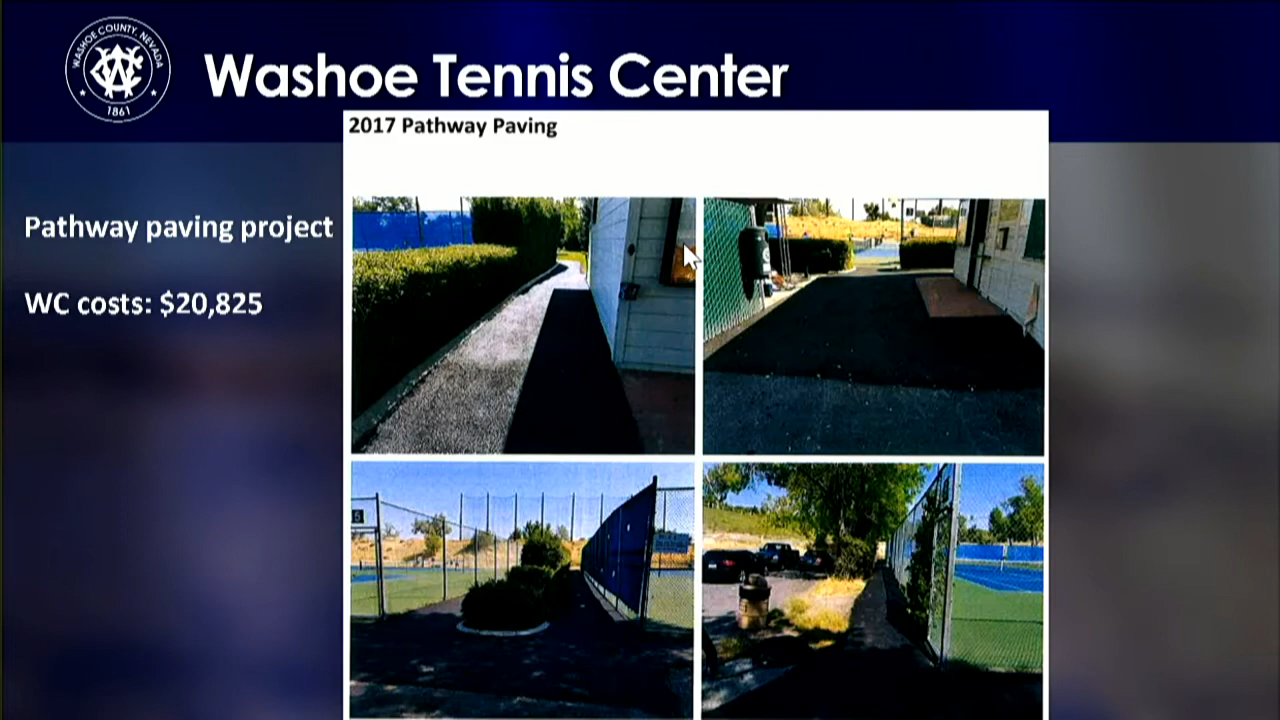 WASHOE COUNTY, NEVADA
1861
Washoe Tennis Center
2017 Pathway Paving
Pathway paving project
WC costs: $20,825
5